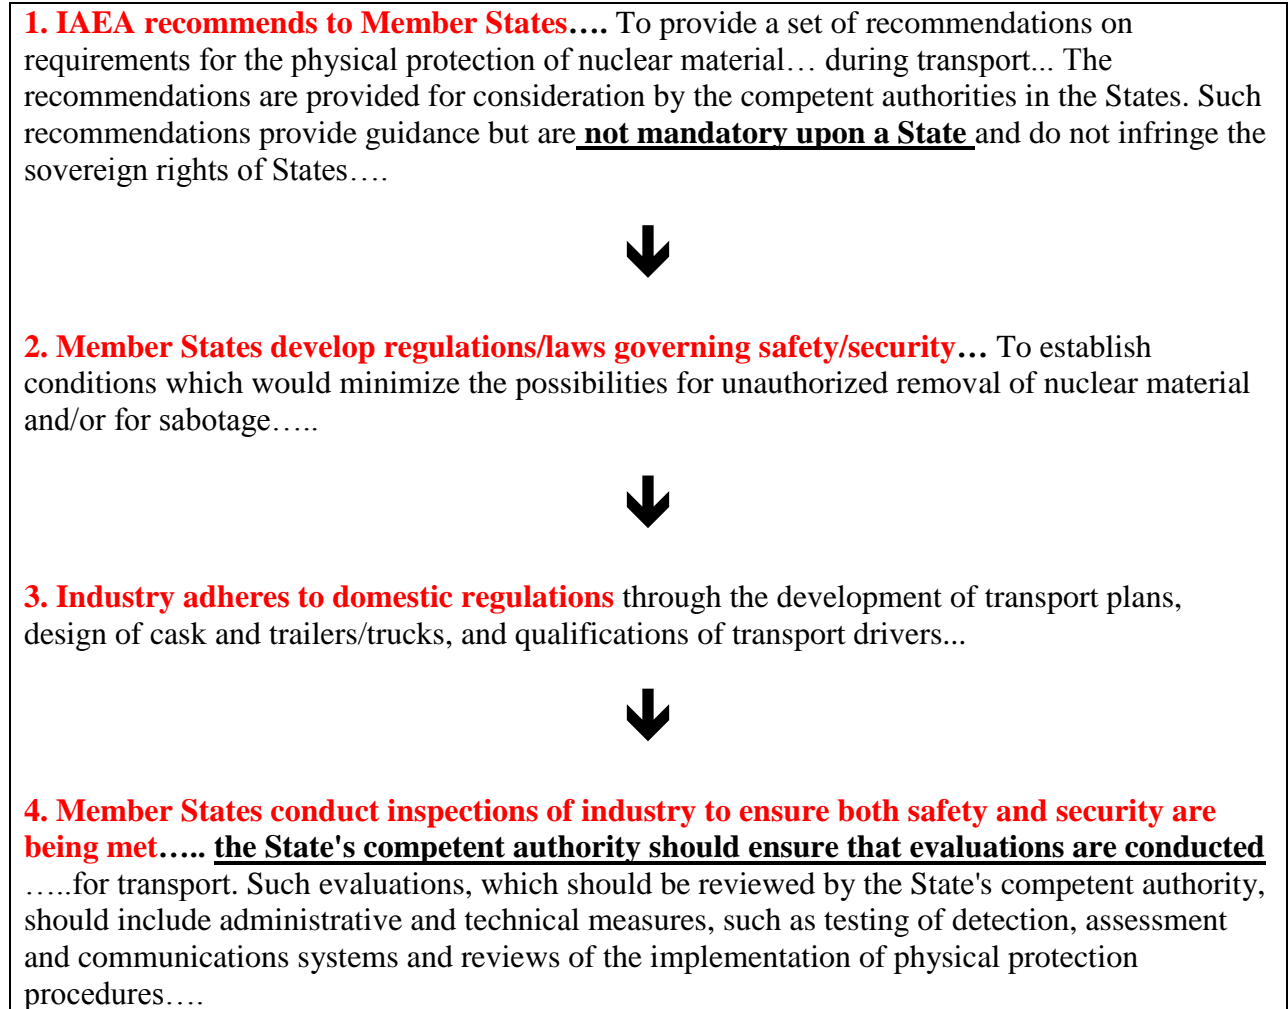 1. IAEA recommends to Member States…. To provide a set of recommendations on
requirements for the physical protection of nuclear material… during transport... The
recommendations are provided for consideration by the competent authorities in the States. Such
recommendations provide guidance but are not mandatory upon a State and do not infringe the
sovereign rights of States….
2. Member States develop regulations/laws governing safety/security… To establish
conditions which would minimize the possibilities for unauthorized removal of nuclear material
and/or for sabotage…..
3. Industry adheres to domestic regulations through the development of transport plans,
design of cask and trailers/trucks, and qualifications of transport drivers...
4. Member States conduct inspections of industry to ensure both safety and security are
being met….. the State's competent authority should ensure that evaluations are conducted
…..for transport. Such evaluations, which should be reviewed by the State's competent authority,
should include administrative and technical measures, such as testing of detection, assessment
and communications systems and reviews of the implementation of physical protection
procedures….